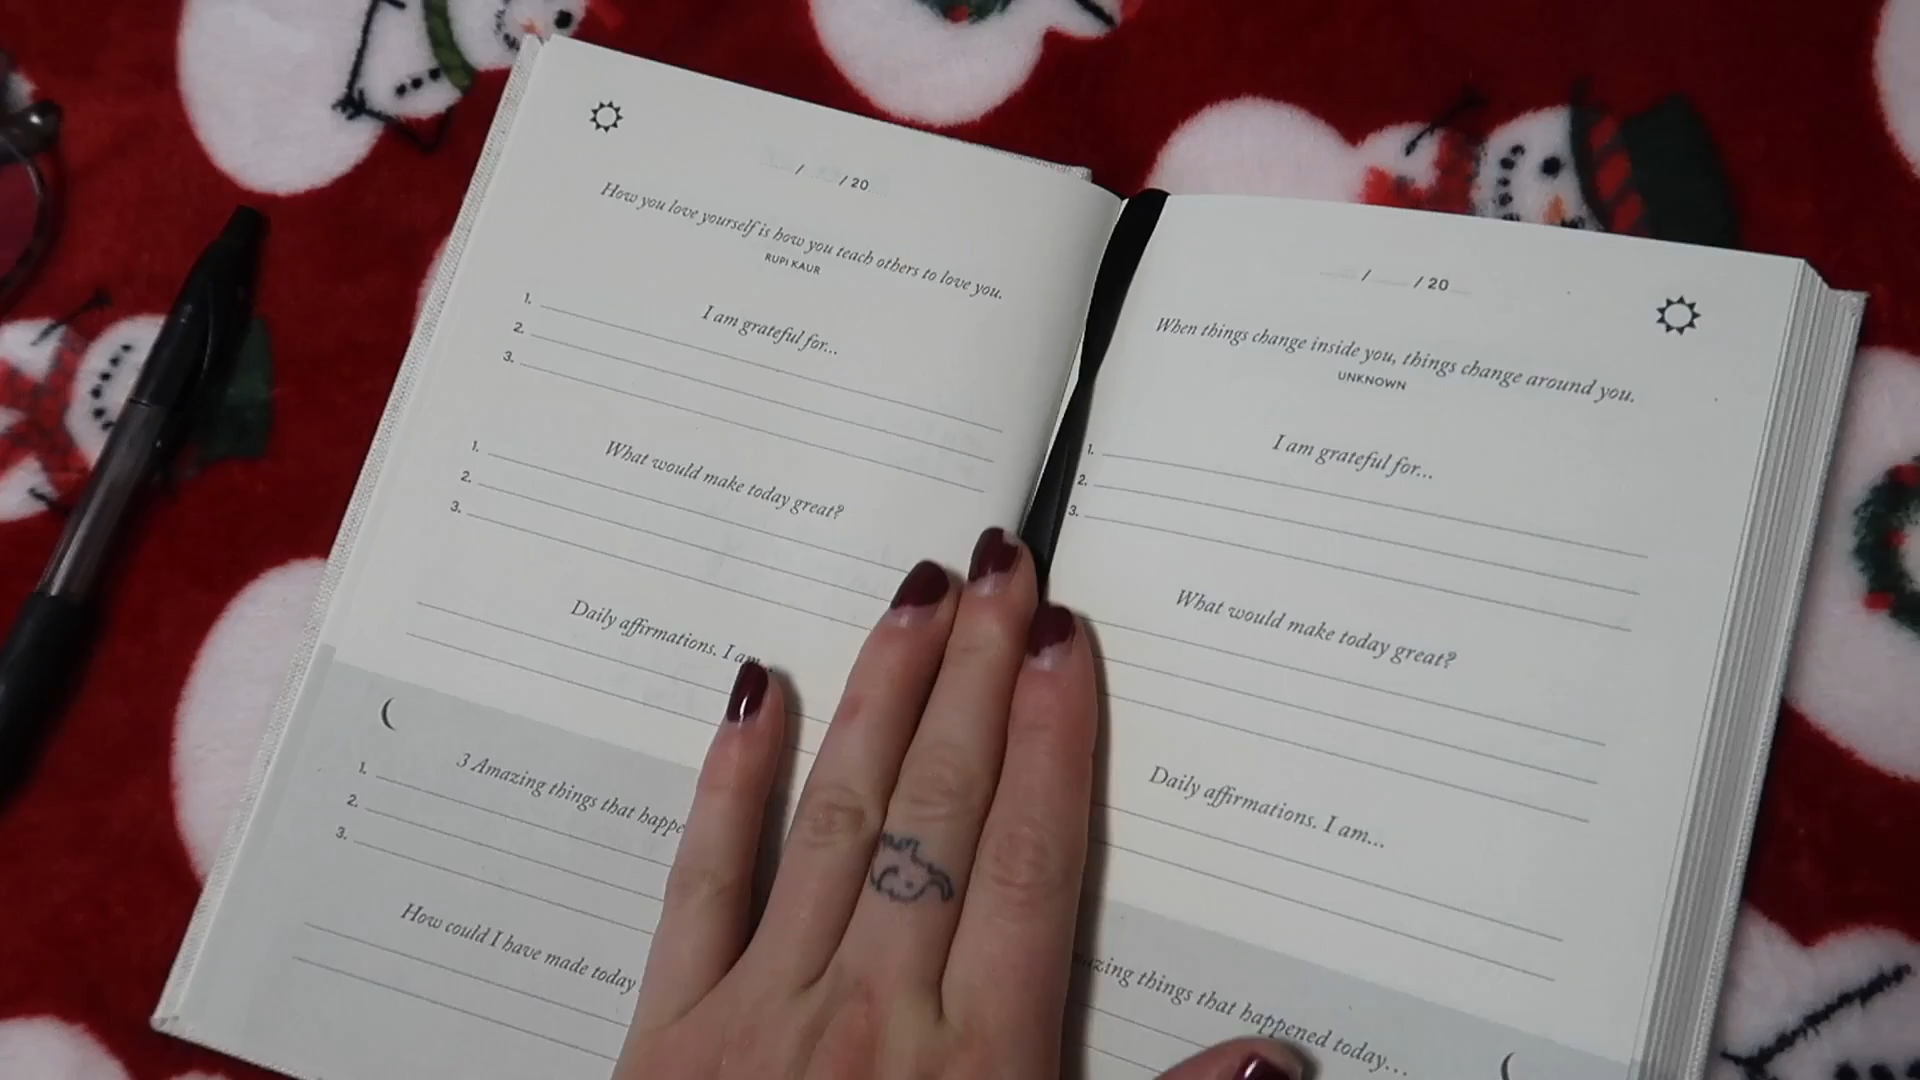 / / 20
How you love yourself is how you teach others to love you.
RUPI KAUR
I am grateful for...
1.
2.
3.
What would make today great?
1.
2.
3.
Daily affirmations. I am...
3 Amazing things that happe
1.
2.
3.
How could I have made today
/ / 20
When things change inside you, things change around you.
UNKNOWN
I am grateful for...
1.
2.
3.
What would make today great?
Daily affirmations. I am...
azing things that happened today...